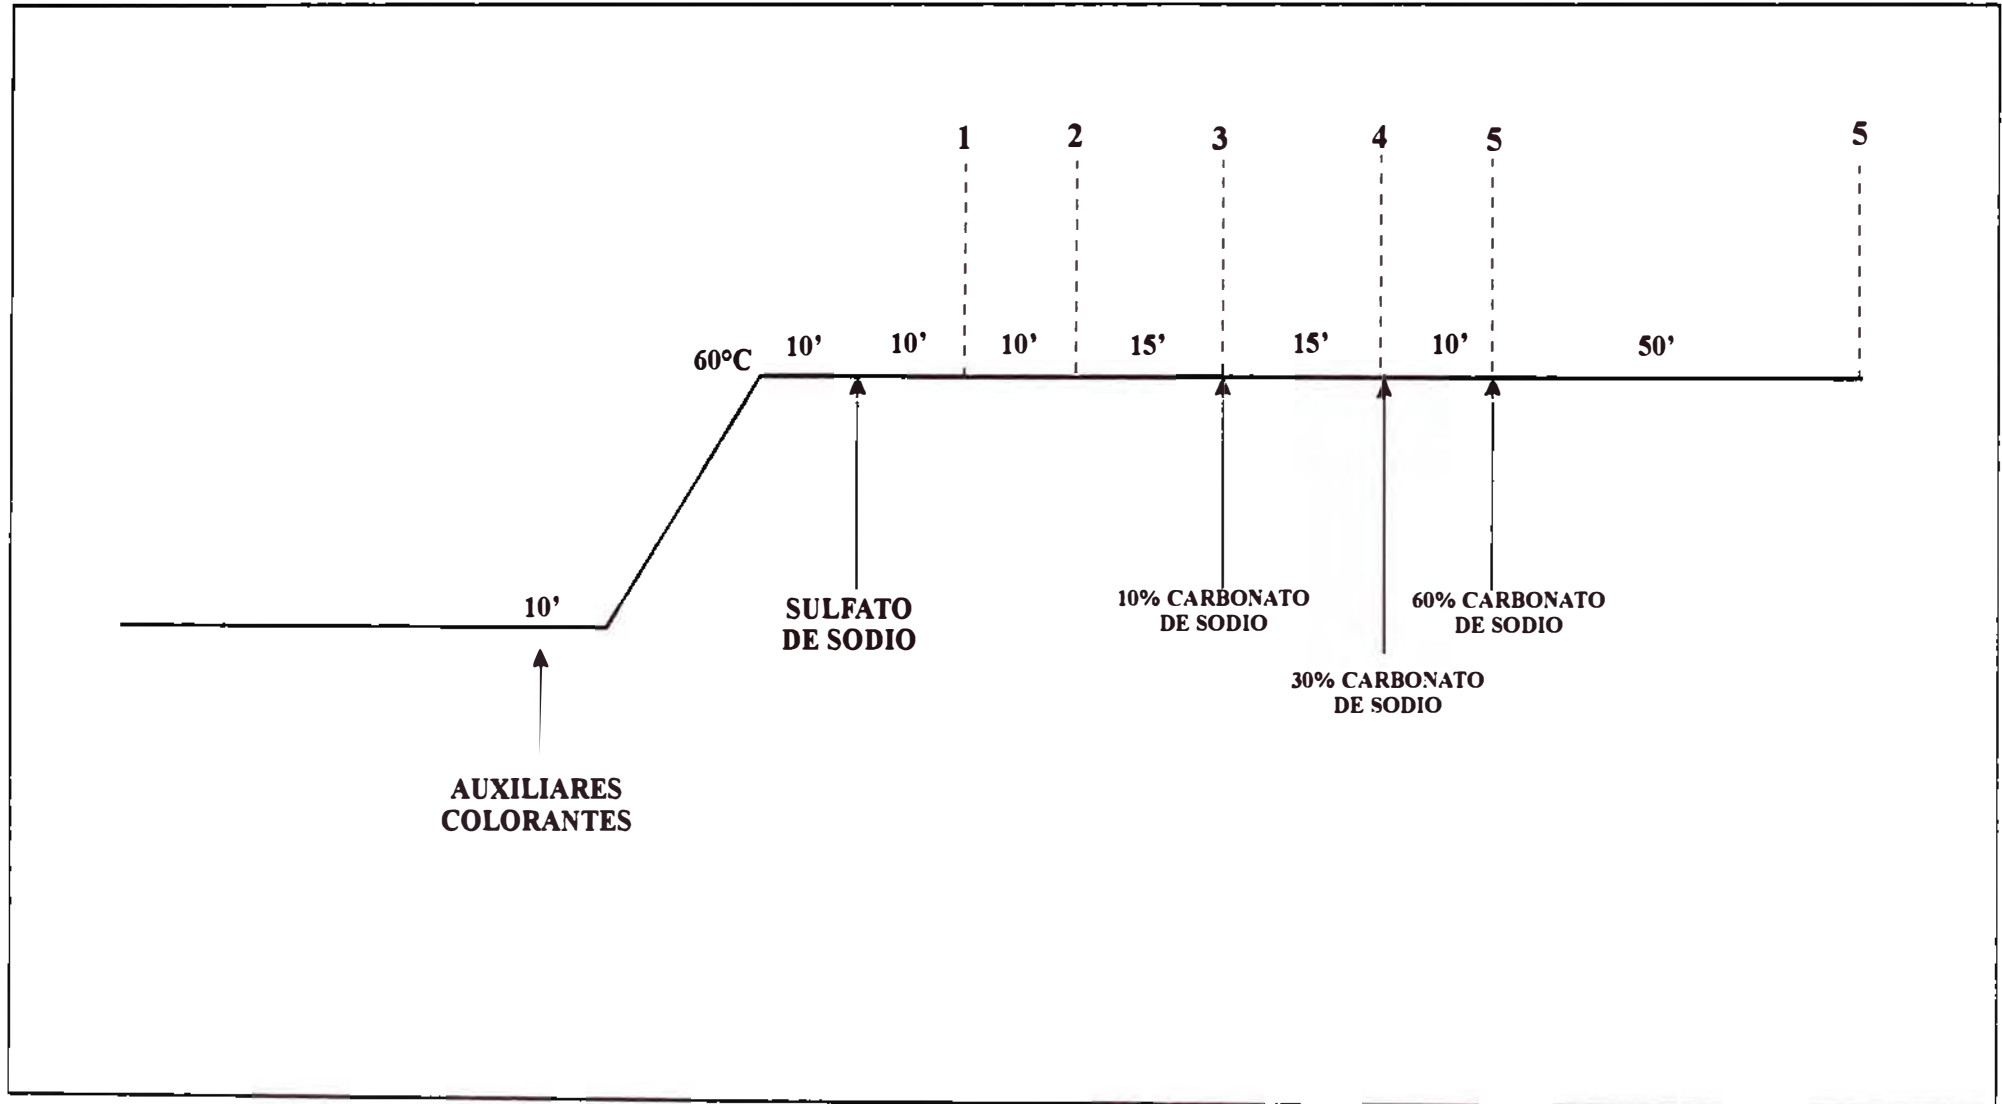 1 2 3 4 5 5
60°C 10’ 10’ 10’ 15’ 15’ 10’ 50’
10’
SULFATO
DE SODIO
10% CARBONATO
DE SODIO
60% CARBONATO
DE SODIO
30% CARBONATO
DE SODIO
AUXILIARES
COLORANTES